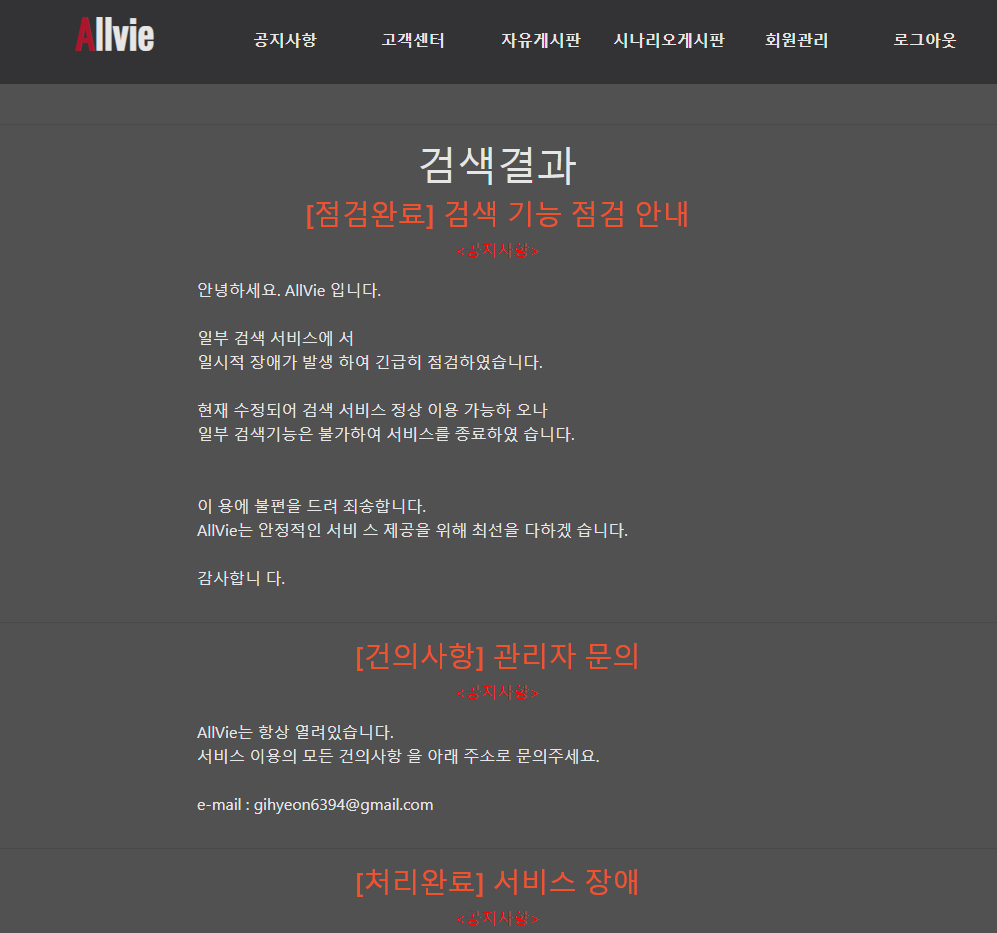 Allvie
공지사항 고객센터 자유게시판 시나리오게시판 회원관리 로그아웃
검색결과
[점검완료] 검색 기능 점검 안내
<공지사항>
안녕하세요. AllVie 입니다.
일부 검색 서비스에 서
일시적 장애가 발생 하여 긴급히 점검하였습니다.
현재 수정되어 검색 서비스 정상 이용 가능하 오나
일부 검색기능은 불가하여 서비스를 종료하였 습니다.
이 용에 불편을 드려 죄송합니다.
AllVie는 안정적인 서비 스 제공을 위해 최선을 다하겠 습니다.
감사합니 다.
[건의사항] 관리자 문의
<공지사항>
AllVie는 항상 열려있습니다.
서비스 이용의 모든 건의사항 을 아래 주소로 문의주세요.
e-mail : gihyeon6394@gmail.com
[처리완료] 서비스 장애
<공지사항>